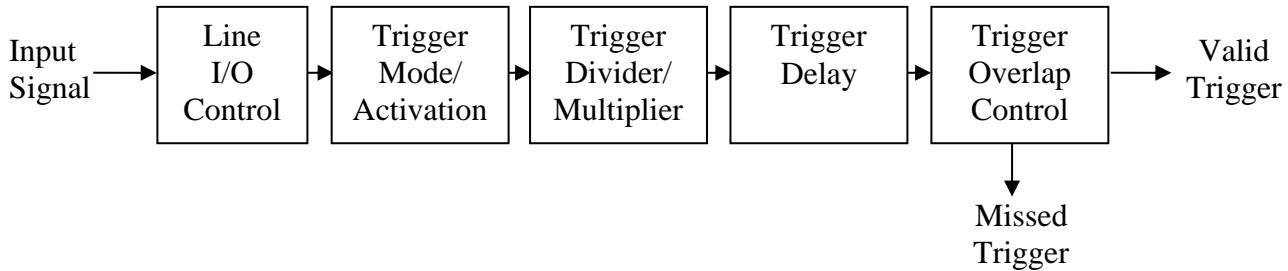 Input
Signal
Line
I/O
Control
Trigger
Mode/
Activation
Trigger
Divider/
Multiplier
Trigger
Delay
Trigger
Overlap
Control
Valid
Trigger
Missed
Trigger